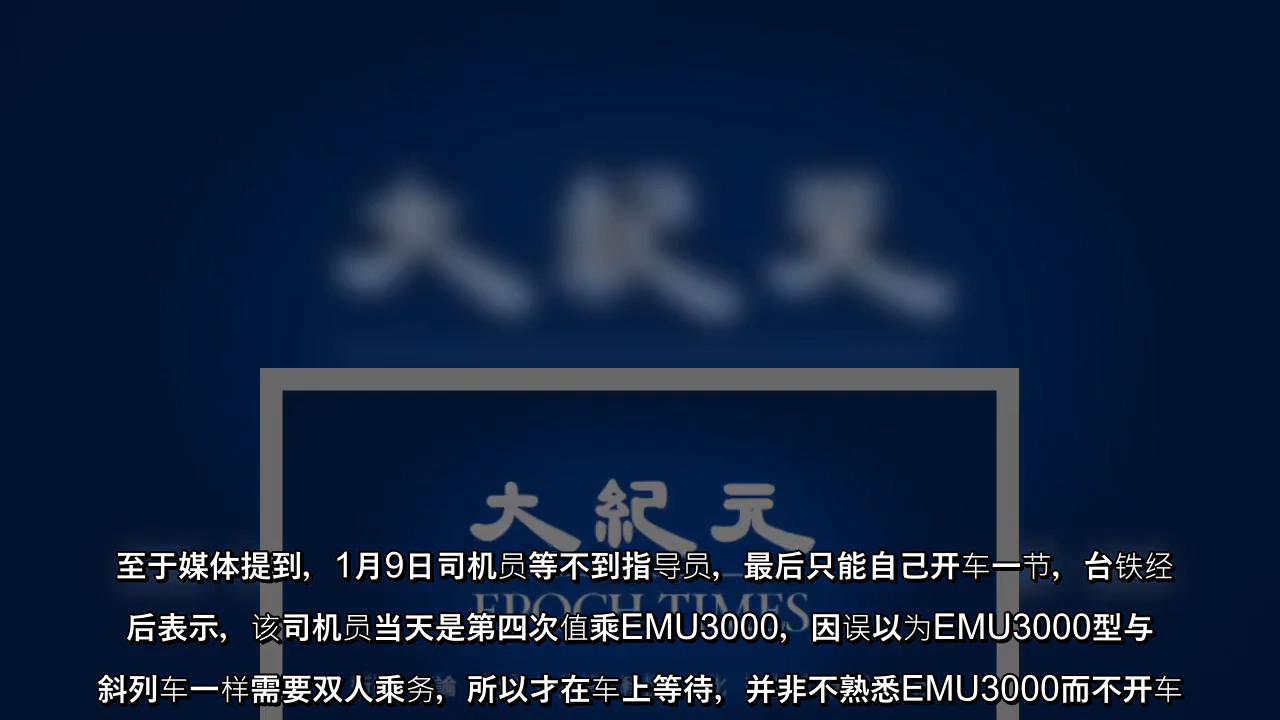 大紀元
大紀元
EPOCH TIMES
至于媒体提到，1月9日司机员等不到指导员，最后只能自己开车一节，台铁经
后表示，该司机员当天是第四次值乘EMU3000，因误以为EMU3000型与
斜列车一样需要双人乘务，所以才在车上等待，并非不熟悉EMU3000而不开车